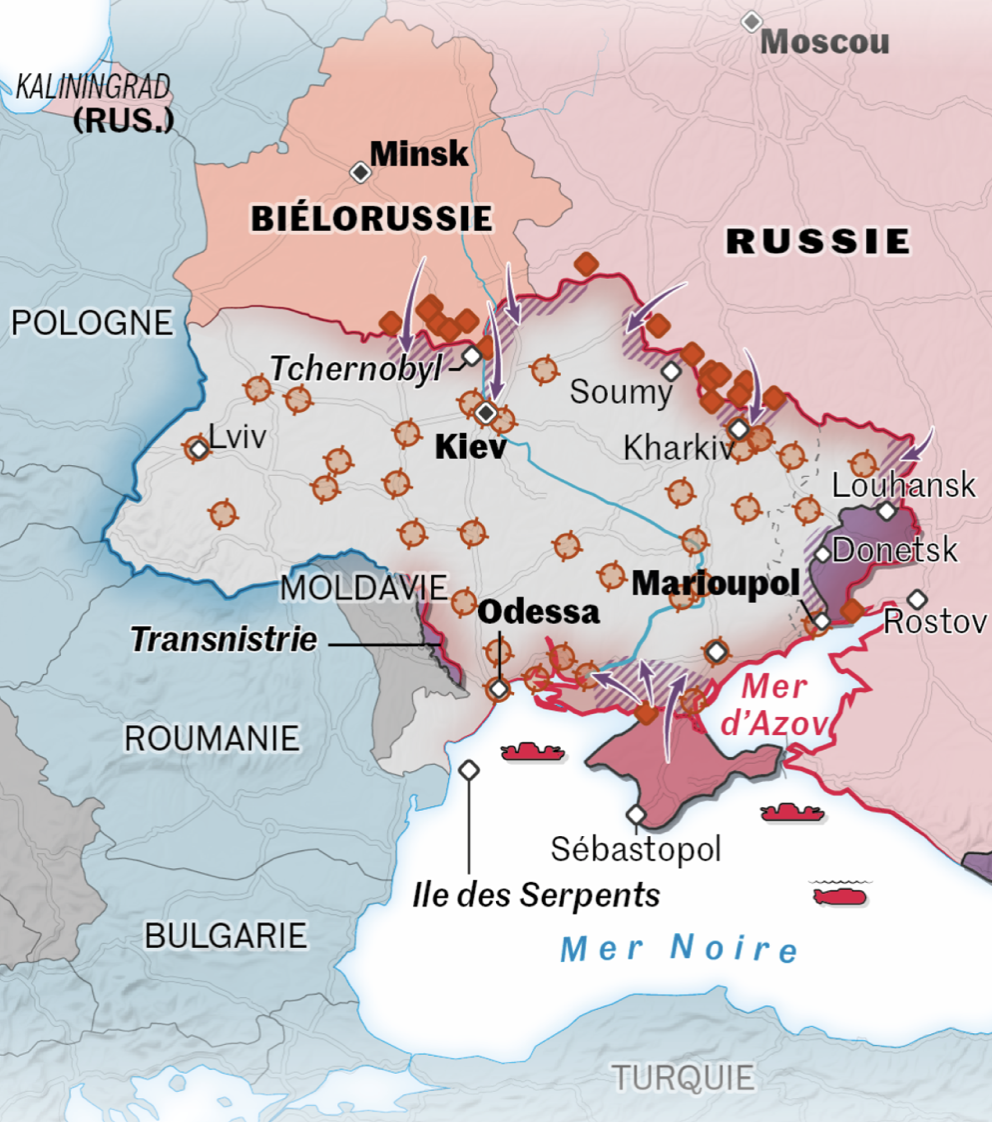 Moscou
KALININGRAD
(RUS.)
Minsk
BIÉLORUSSIE
RUSSIE
POLOGNE
Tchernobyl
Soumy
Lviv
Kiev
Kharkiv
Louhansk
Donetsk
MOLDAVIE
Marioupol
Odessa
Rostov
Transnistrie
Mer
d'Azov
ROUMANIE
Sébastopol
Ile des Serpents
BULGARIE
Mer Noire
TURQUIE